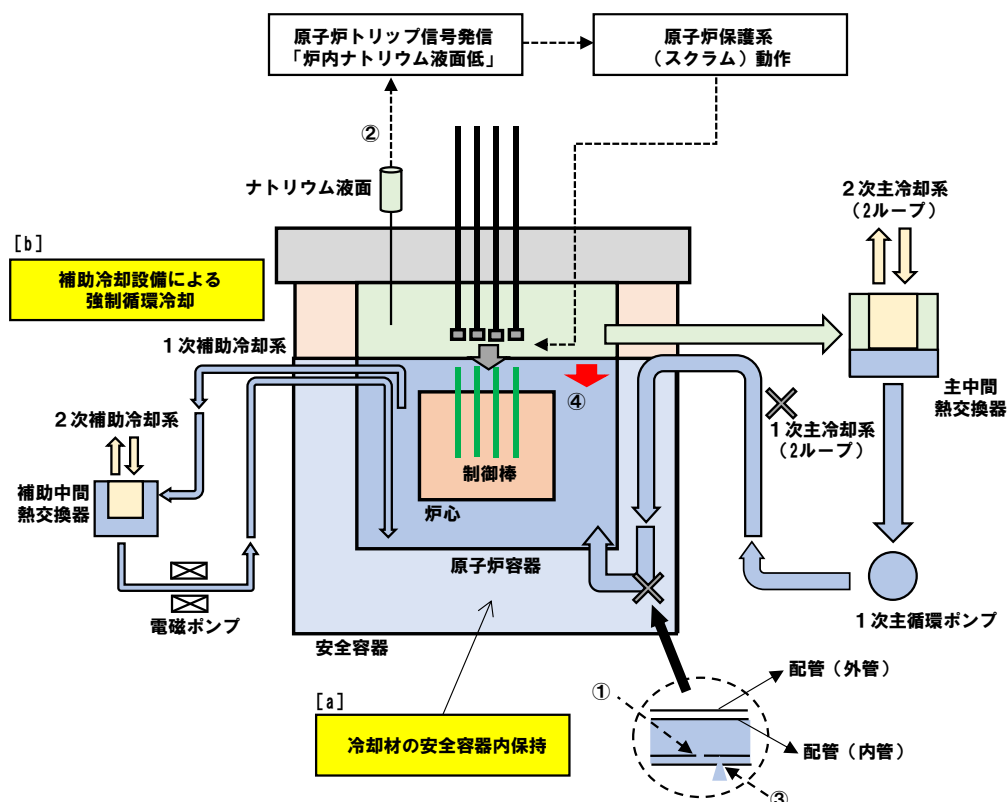 原子炉トリップ信号発信
「炉内ナトリウム液面低」
原子炉保護系
（スクラム）動作
②
ナトリウム液面
２次主冷却系
（2ループ）
[b]
補助冷却設備による
強制循環冷却
１次補助冷却系
④
主中間
熱交換器
２次補助冷却系
１次主冷却系
（2ループ）
制御棒
補助中間
熱交換器
炉心
原子炉容器
電磁ポンプ
１次主循環ポンプ
安全容器
配管（外管）
①
[a]
冷却材の安全容器内保持
配管（内管）
③